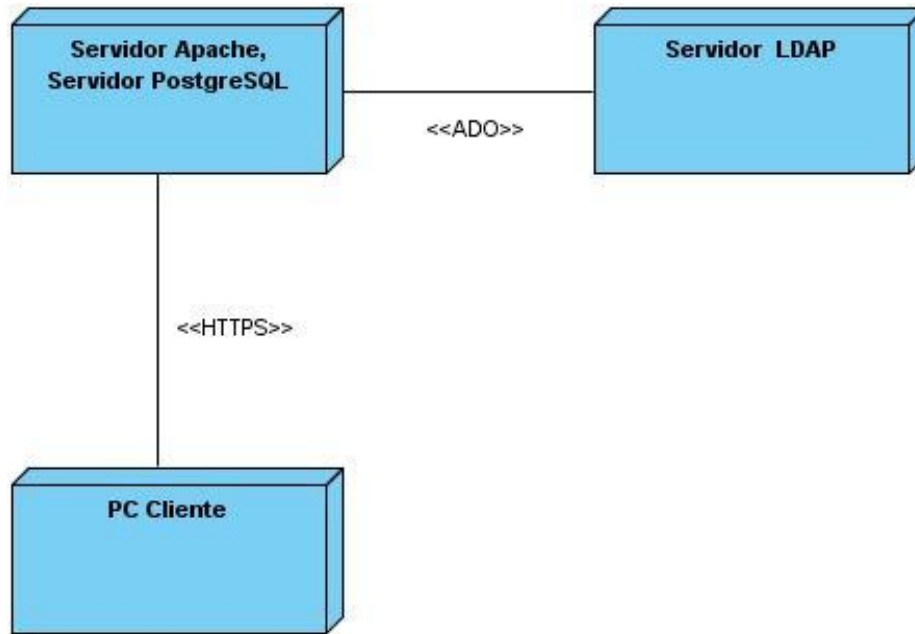 Servidor Apache,
Servidor PostgreSQL
Servidor LDAP
<<ADO>>
<<HTTPS>>
PC Cliente